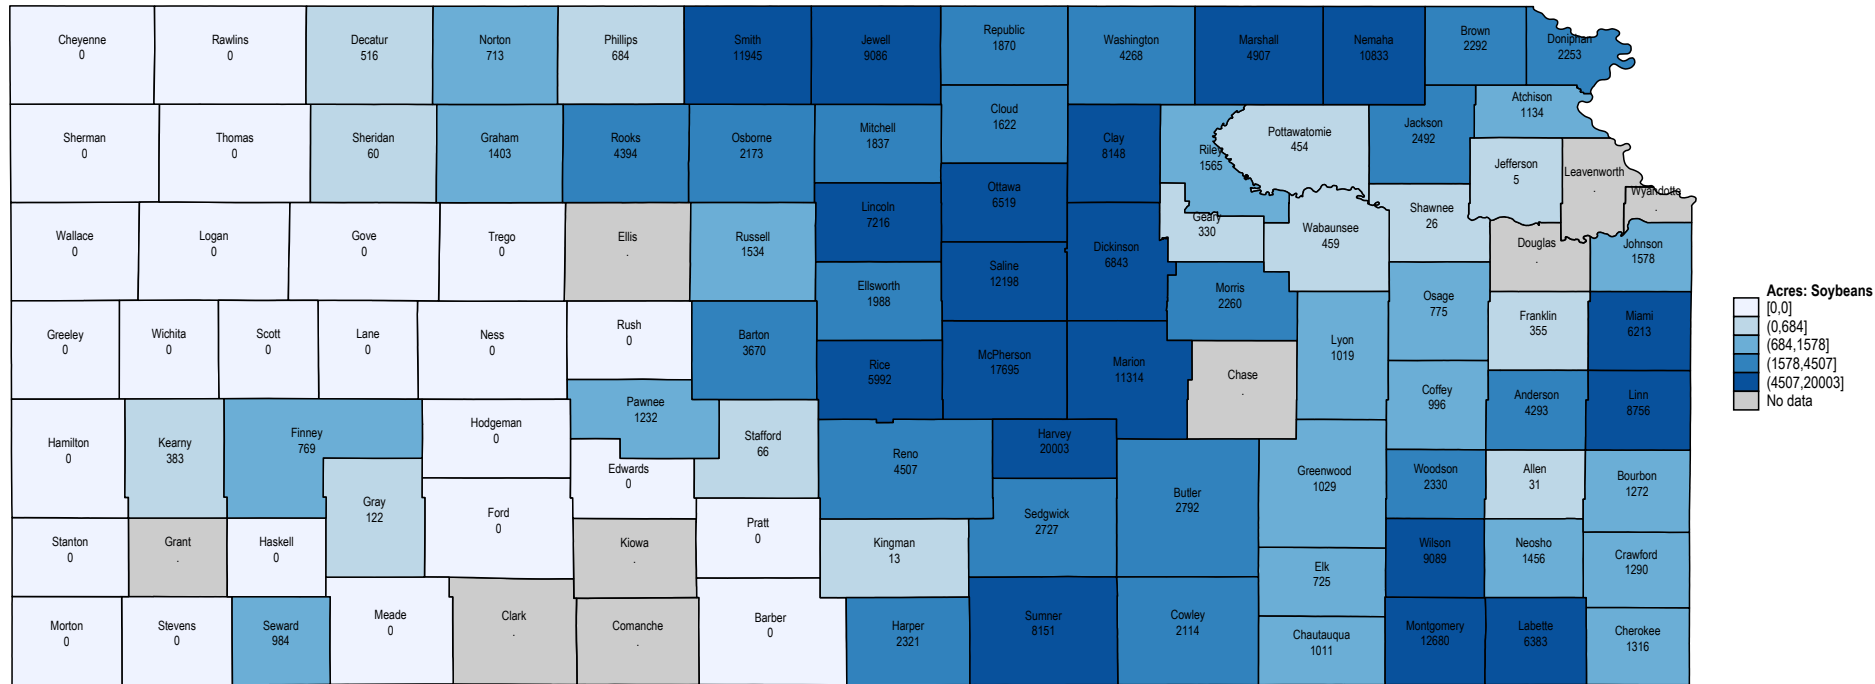 Cheyenne
0
Rawlins
0
Decatur
516
Norton
713
Phillips
684
Smith
11945
Jewell
9086
Republic
1870
Washington
4268
Marshall
4907
Nemaha
10833
Brown
2292
Doniphan
2253
Sherman
0
Thomas
0
Sheridan
60
Graham
1403
Rooks
4394
Osborne
2173
Mitchell
1837
Cloud
1622
Clay
8148
Riley
1565
Pottawatomie
454
Jackson
2492
Atchison
1134
Jefferson
5
Leavenworth
.
Wyandotte
.
Wallace
0
Logan
0
Gove
0
Trego
0
Ellis
.
Russell
1534
Lincoln
7216
Ottawa
6519
Saline
12198
Dickinson
6843
Geary
330
Wabaunsee
459
Shawnee
26
Douglas
.
Johnson
1578
Greeley
0
Wichita
0
Scott
0
Lane
0
Ness
0
Rush
0
Barton
3670
Ellsworth
1988
Rice
5992
McPherson
17695
Marion
11314
Morris
2260
Chase
.
Lyon
1019
Osage
775
Franklin
355
Miami
6213
Coffey
996
Anderson
4293
Linn
8756
Hamilton
0
Kearny
383
Finney
769
Gray
122
Hodgeman
0
Pawnee
1232
Edwards
0
Stafford
66
Ford
0
Reno
4507
Harvey
20003
Sedgwick
2727
Butler
2792
Greenwood
1029
Woodson
2330
Allen
31
Bourbon
1272
Stanton
0
Grant
.
Haskell
0
Kiowa
.
Pratt
0
Kingman
13
Elk
725
Wilson
9089
Neosho
1456
Crawford
1290
Morton
0
Stevens
0
Seward
984
Meade
0
Clark
.
Comanche
.
Barber
0
Harper
2321
Sumner
8151
Cowley
2114
Chautauqua
1011
Montgomery
12680
Labette
6383
Cherokee
1316
Acres: Soybeans
[0,0]
(0,684]
(684,1578]
(1578,4507]
(4507,20003]
No data